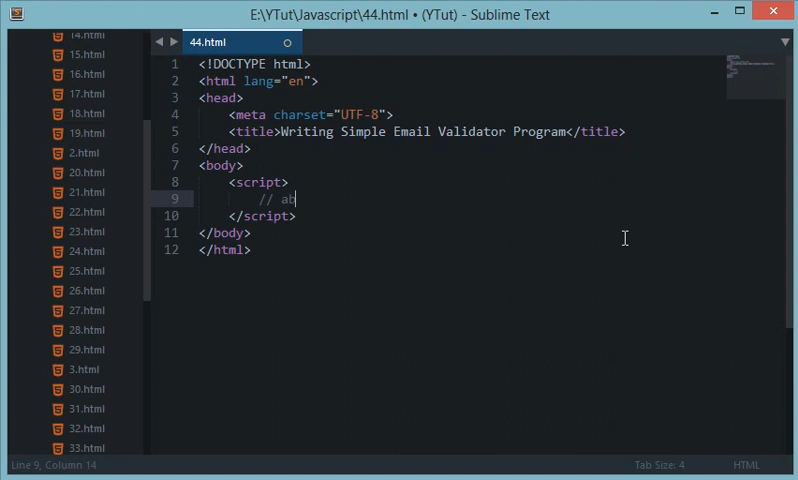 E:\YTut\Javascript\44.html • (YTut) - Sublime Text
14.html
15.html
16.html
17.html
18.html
19.html
2.html
20.html
21.html
22.html
23.html
24.html
25.html
26.html
27.html
28.html
29.html
3.html
30.html
31.html
32.html
33.html
44.html
1 <!DOCTYPE html>
2 <html lang="en">
3 <head>
4 <meta charset="UTF-8">
5 <title>Writing Simple Email Validator Program</title>
6 </head>
7 <body>
8 <script>
9 // ab
10 </script>
11 </body>
12 </html>
Line 9, Column 14
Tab Size: 4
HTML